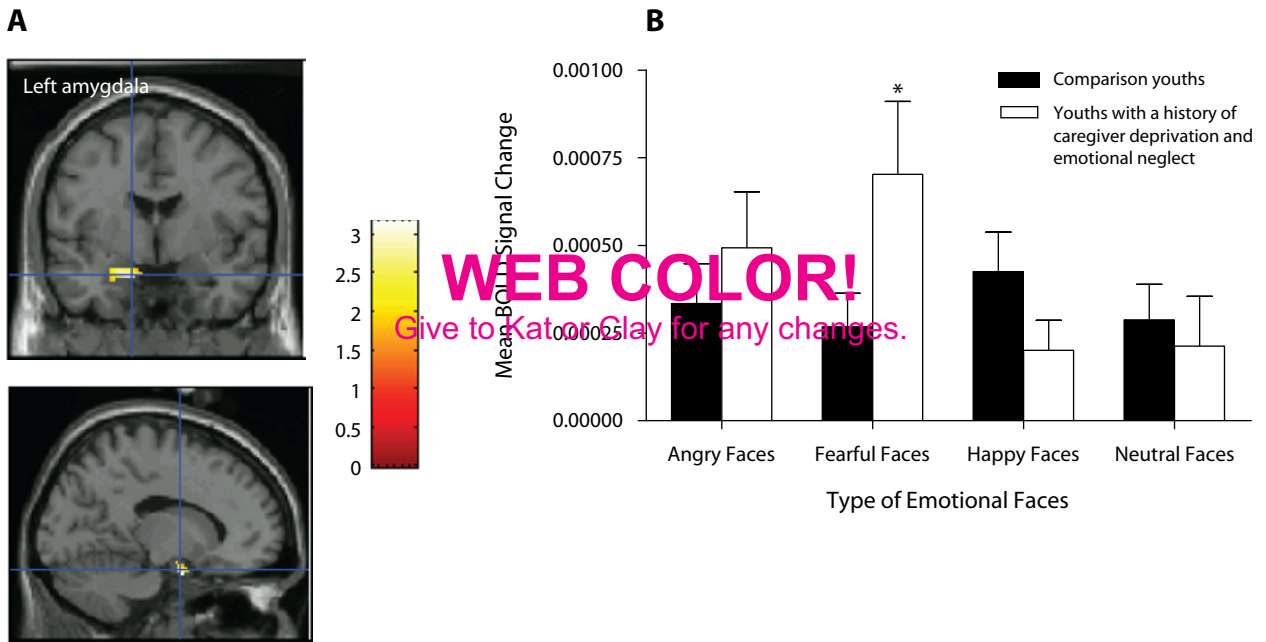 A
Left amygdala
3
2.5
2
1.5
1
0.5
0
B
Mean BOLD Signal Change
0.00100
0.00075
0.00050
0.00025
0.00000
*
Comparison youths
Youths with a history of
caregiver deprivation and
emotional neglect
WEB COLOR!
Give to Kat or Clay for any changes.
Angry Faces Fearful Faces Happy Faces Neutral Faces
Type of Emotional Faces